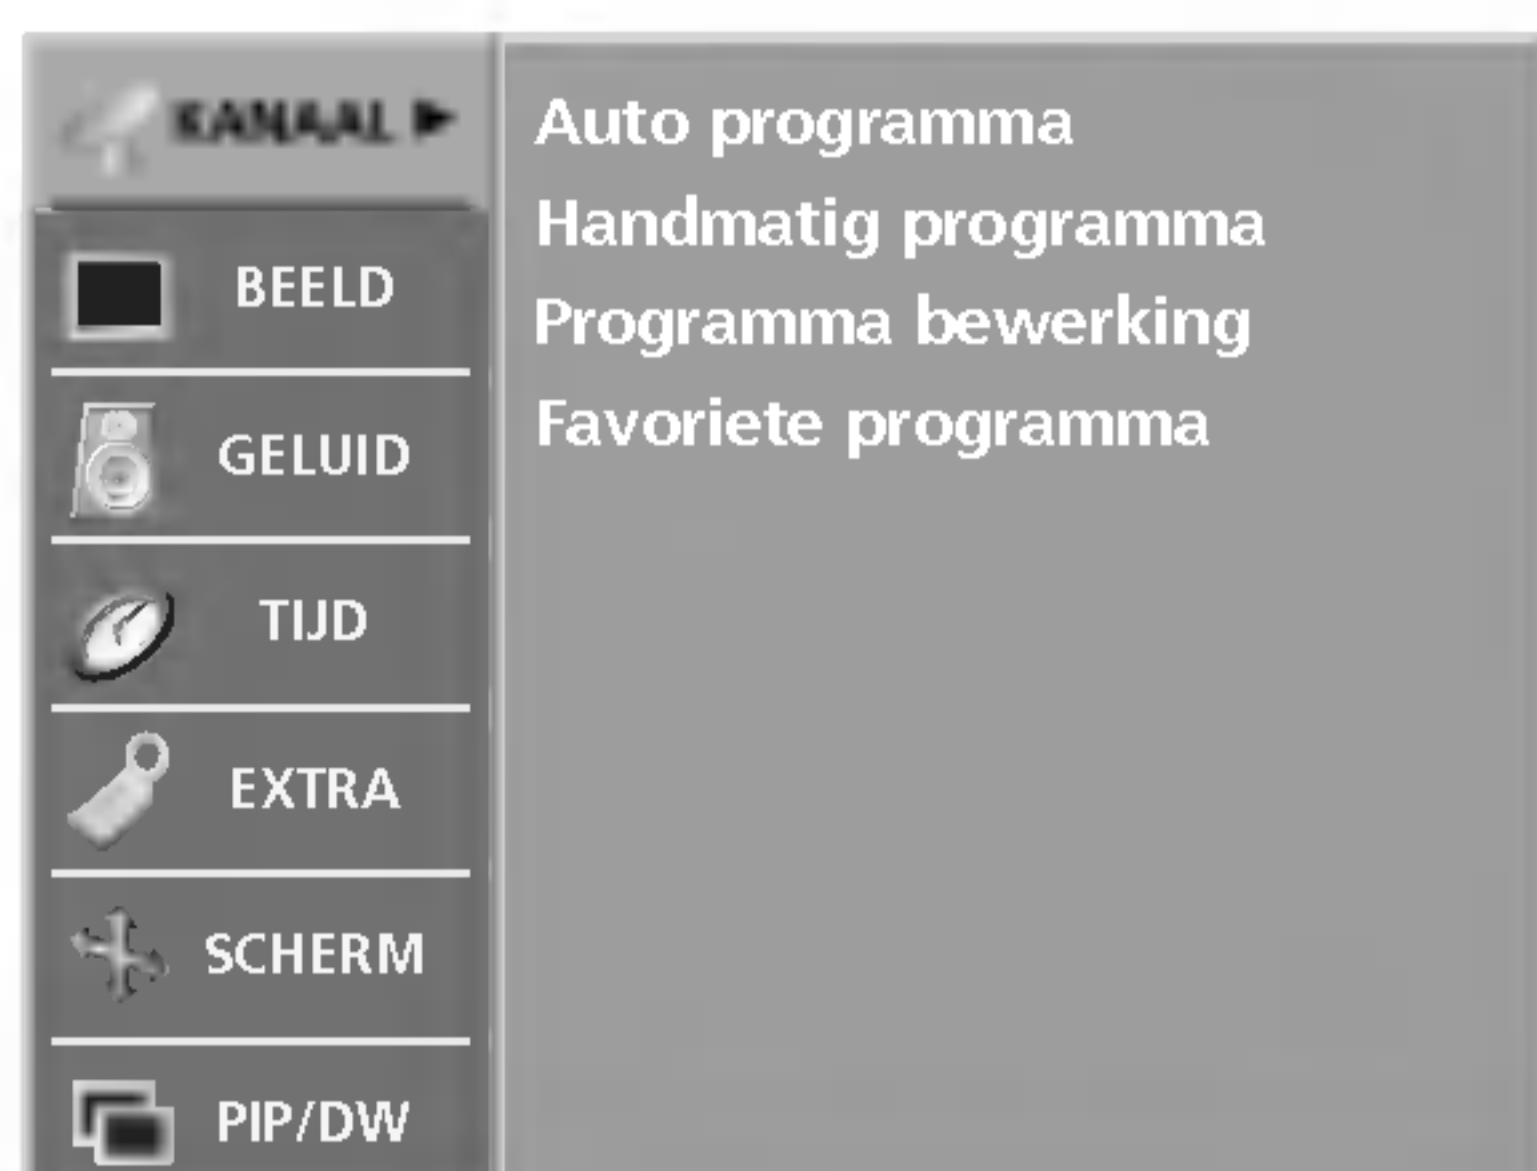 KANAAL ►
BEELD
GELUID
TIJD
EXTRA
SCHERM
PIP/DW
Auto programma
Handmatig programma
Programma bewerking
Favoriete programma